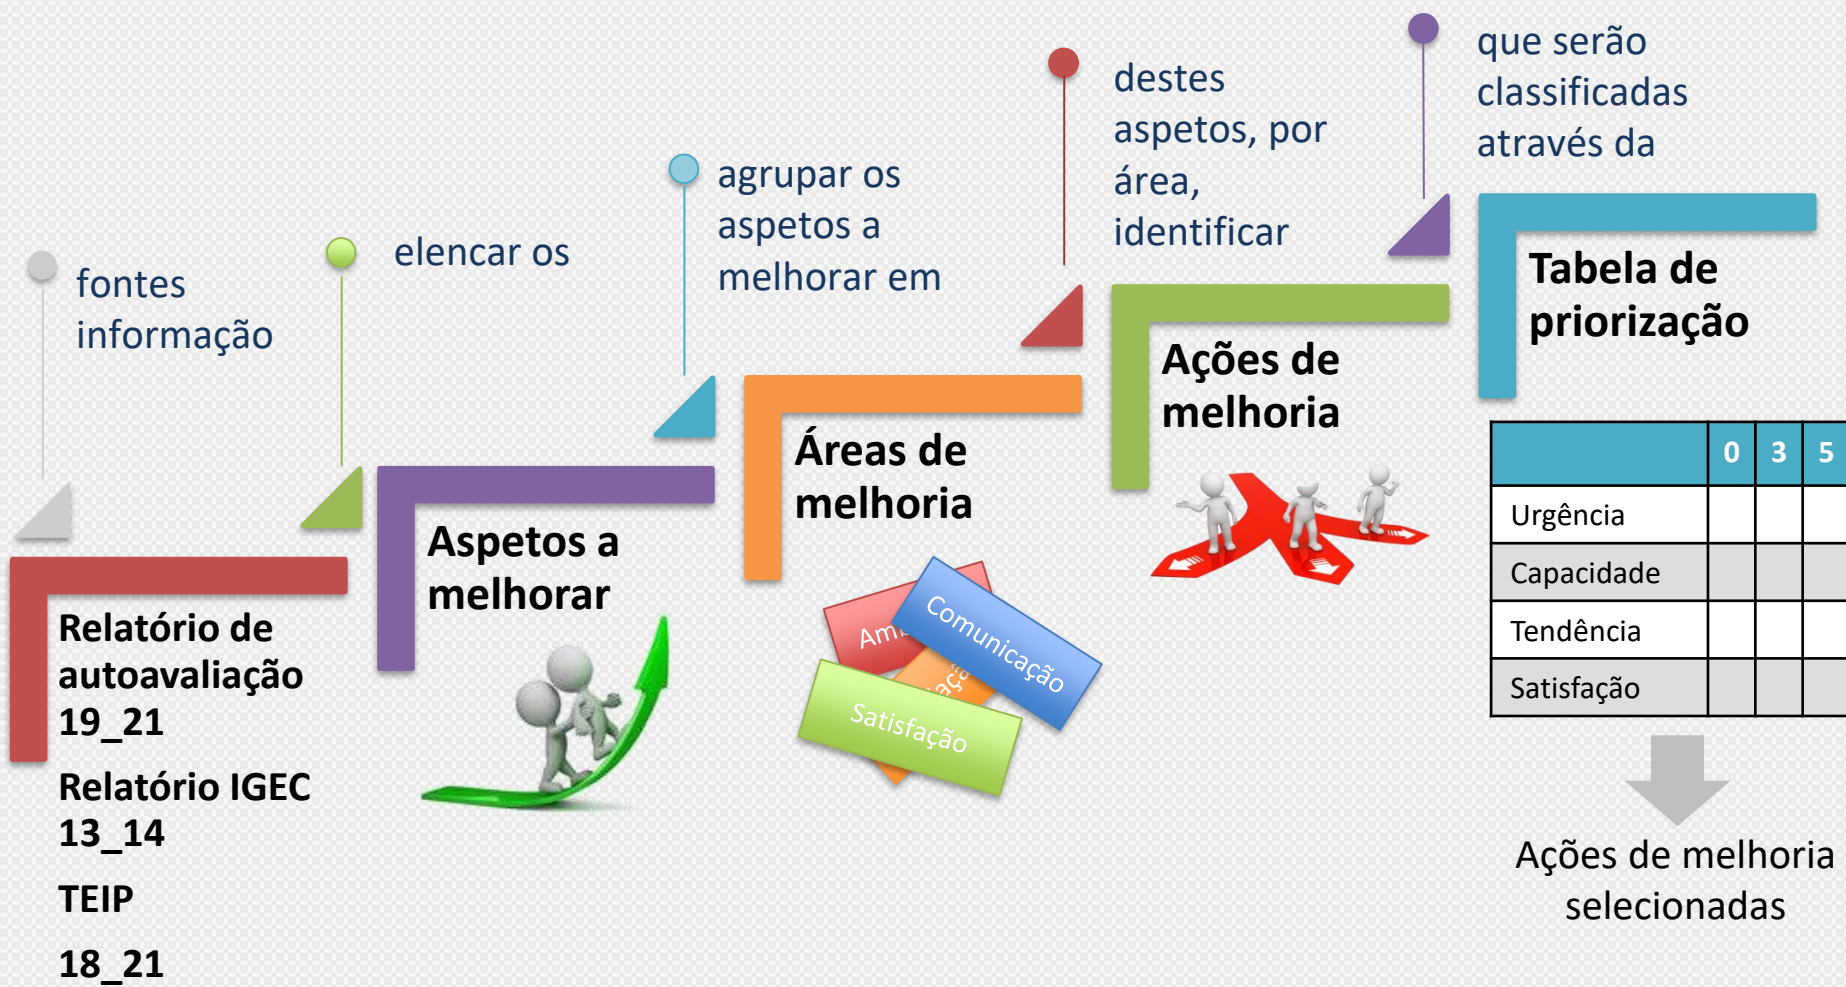 fontes
informação
Relatório de
autoavaliação
19_21
Relatório IGEC
13_14
TEIP
18_21
elencar os
Aspetos a
melhorar
agrupar os
aspetos a
melhorar em
Áreas de
melhoria
Comunicação
Satisfação
destes
aspetos, por
área,
identificar
Ações de
melhoria
que serão
classificadas
através da
Tabela de
priorização
0 3 5
Urgência
Capacidade
Tendência
Satisfação
Ações de melhoria
selecionadas